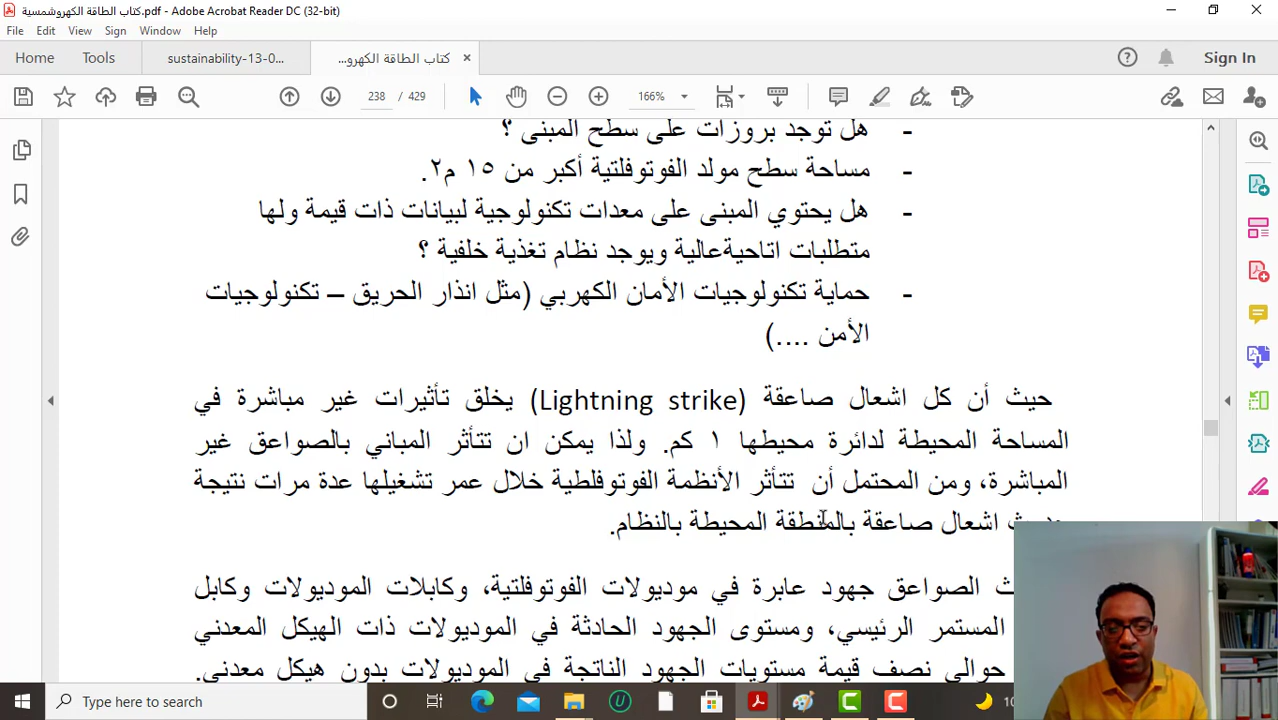 كتاب الطاقة الكهروشمسية.pdf - Adobe Acrobat Reader DC (32-bit)
File Edit View Sign Window Help
Home Tools sustainability-13-0... كتاب الطاقة الكهرو... × Sign In
238 / 429 166%
- هل توجد بروزات على سطح المبنى ؟
- مساحة سطح مولد الفوتوفلتية أكبر من ١٥ م٢.
- هل يحتوي المبنى على معدات تكنولوجية لبيانات ذات قيمة ولها
متطلبات اتاحيةعالية ويوجد نظام تغذية خلفية ؟
- حماية تكنولوجيات الأمان الكهربي (مثل انذار الحريق – تكنولوجيات
الأمن ....)
حيث أن كل اشعال صاعقة (Lightning strike) يخلق تأثيرات غير مباشرة في
المساحة المحيطة لدائرة محيطها ١ كم. ولذا يمكن ان تتأثر المباني بالصواعق غير
المباشرة، ومن المحتمل أن تتأثر الأنظمة الفوتوفلطية خلال عمر تشغيلها عدة مرات نتيجة
اشعال صاعقة بالمنطقة المحيطة بالنظام.
الصواعق جهود عابرة في موديولات الفوتوفلتية، وكابلات الموديولات وكابل
المستمر الرئيسي، ومستوى الجهود الحادثة في الموديولات ذات الهيكل المعدني
حوالي نصف قيمة مستويات الجهود الناتجة في الموديولات بدون هيكل معدني.
Type here to search